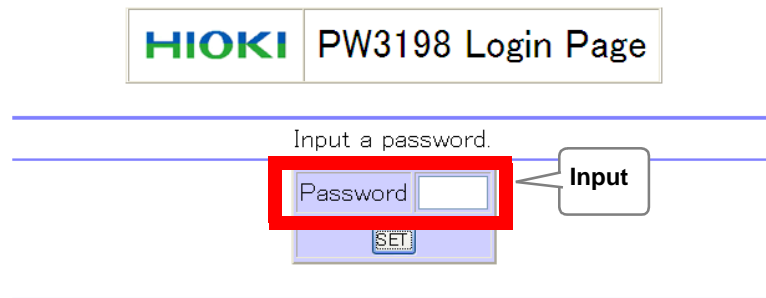 HIOKI PW3198 Login Page
Input a password.
Password
Input
SET